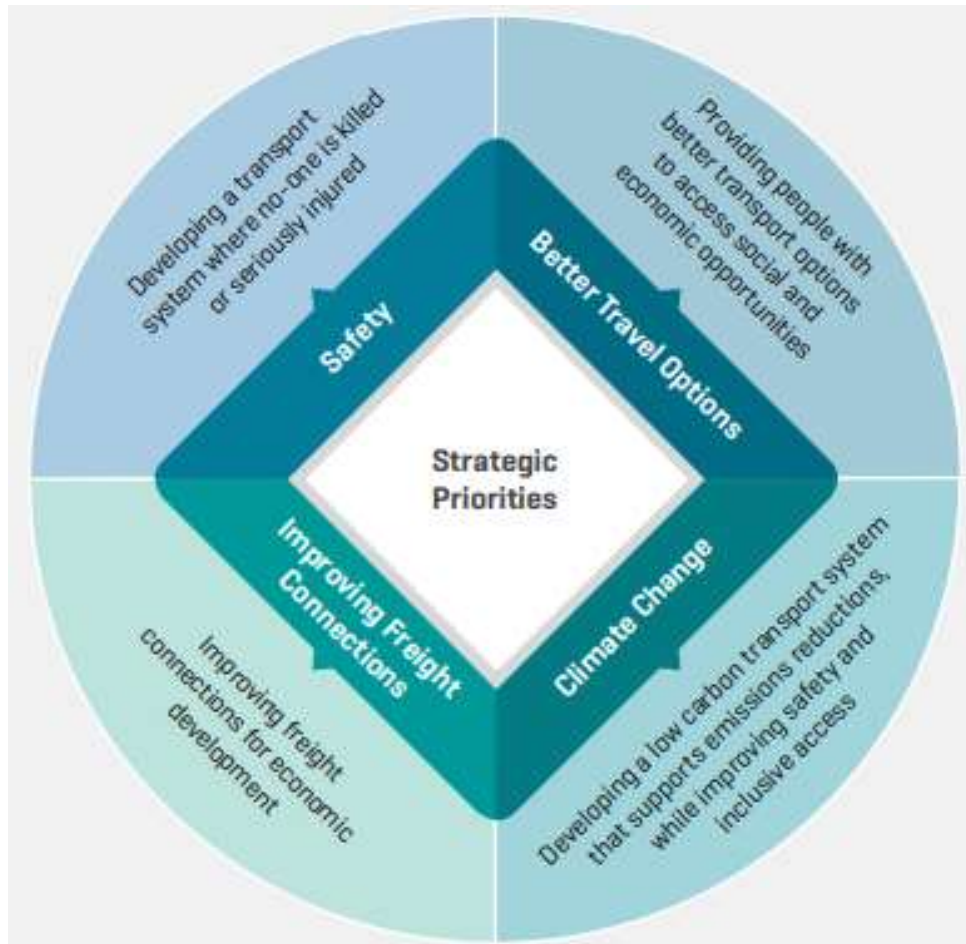 Developing a transport
system where no-one is killed
or seriously injured
Safety
Providing people with
better transport options
to access social and
economic opportunities
Better Travel Options
Strategic
Priorities
Improving Freight
Connections
Improving freight
connections for economic
development
Climate Change
Developing a low carbon transport system
that supports emissions reductions,
while improving safety and
inclusive access